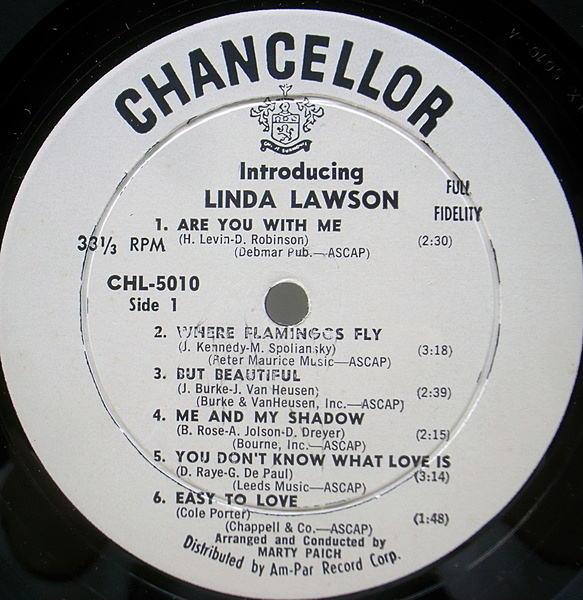 CHANCELLOR
Introducing
LINDA LAWSON
FULL
FIDELITY
1. ARE YOU WITH ME
(H. Levin-D. Robinson) (2:30)
(Debmar Pub.—ASCAP)
33 1/3 RPM
CHL-5010
Side 1
2. WHERE FLAMINGOS FLY
(J. Kennedy-M. Spoliansky) (3:18)
(Peter Maurice Music—ASCAP)
3. BUT BEAUTIFUL
(J. Burke-J. Van Heusen) (2:39)
(Burke & VanHeusen, Inc.—ASCAP)
4. ME AND MY SHADOW
(B. Rose-A. Jolson-D. Dreyer) (2:15)
(Bourne, Inc.—ASCAP)
5. YOU DON'T KNOW WHAT LOVE IS
(D. Raye-G. De Paul) (3:14)
(Leeds Music—ASCAP)
6. EASY TO LOVE
(Cole Porter) (1:48)
(Chappell & Co.—ASCAP)
Arranged and Conducted by
MARTY PAICH
Distributed by Am-Par Record Corp.